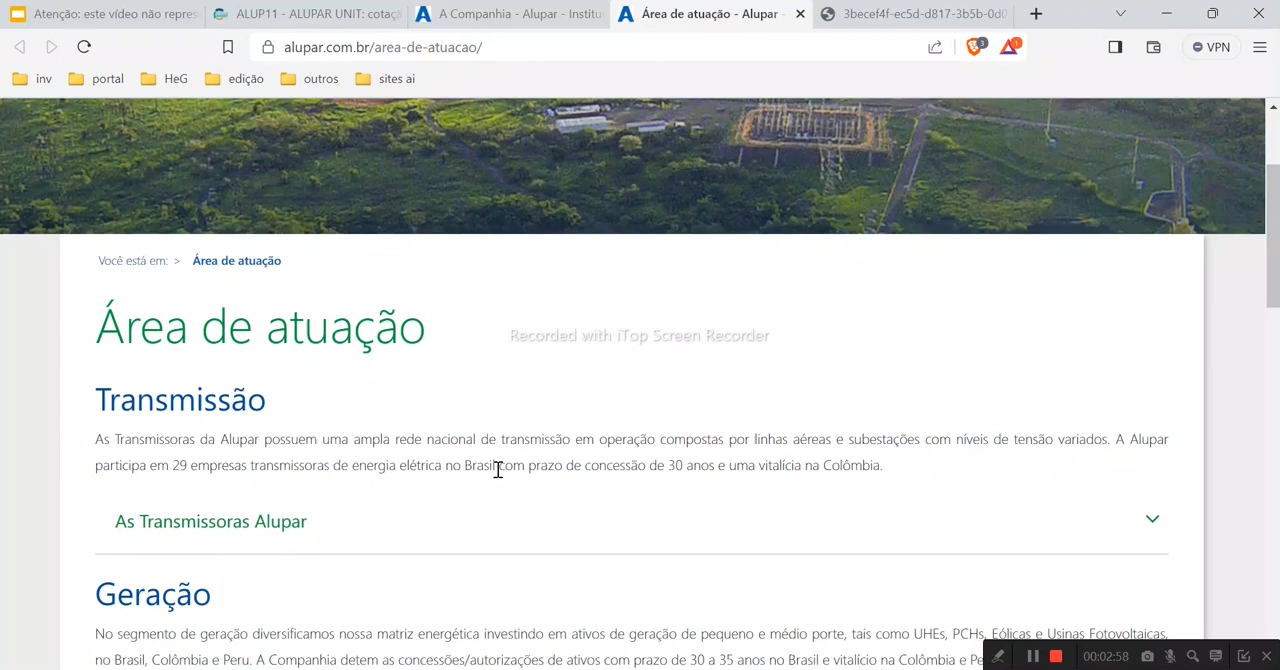 Atenção: este vídeo não repres
ALUP11 - ALUPAR UNIT: cotaç
A Companhia - Alupar - Institu
Área de atuação - Alupar -
3becef4f-ec5d-d817-3b5b-0d0
alupar.com.br/area-de-atuacao/
3
1
VPN
inv
portal
HeG
edição
outros
sites ai
Você está em: > Área de atuação
Área de atuação
Recorded with iTop Screen Recorder
Transmissão
As Transmissoras da Alupar possuem uma ampla rede nacional de transmissão em operação compostas por linhas aéreas e subestações com níveis de tensão variados. A Alupar
participa em 29 empresas transmissoras de energia elétrica no Brasil com prazo de concessão de 30 anos e uma vitalícia na Colômbia.
As Transmissoras Alupar
Geração
No segmento de geração diversificamos nossa matriz energética investindo em ativos de geração de pequeno e médio porte, tais como UHEs, PCHs, Eólicas e Usinas Fotovoltaicas,
no Brasil, Colômbia e Peru. A Companhia detem as concessões/autorizações de ativos com prazo de 30 a 35 anos no Brasil e vitalício na Colômbia e Pe
00:02:58